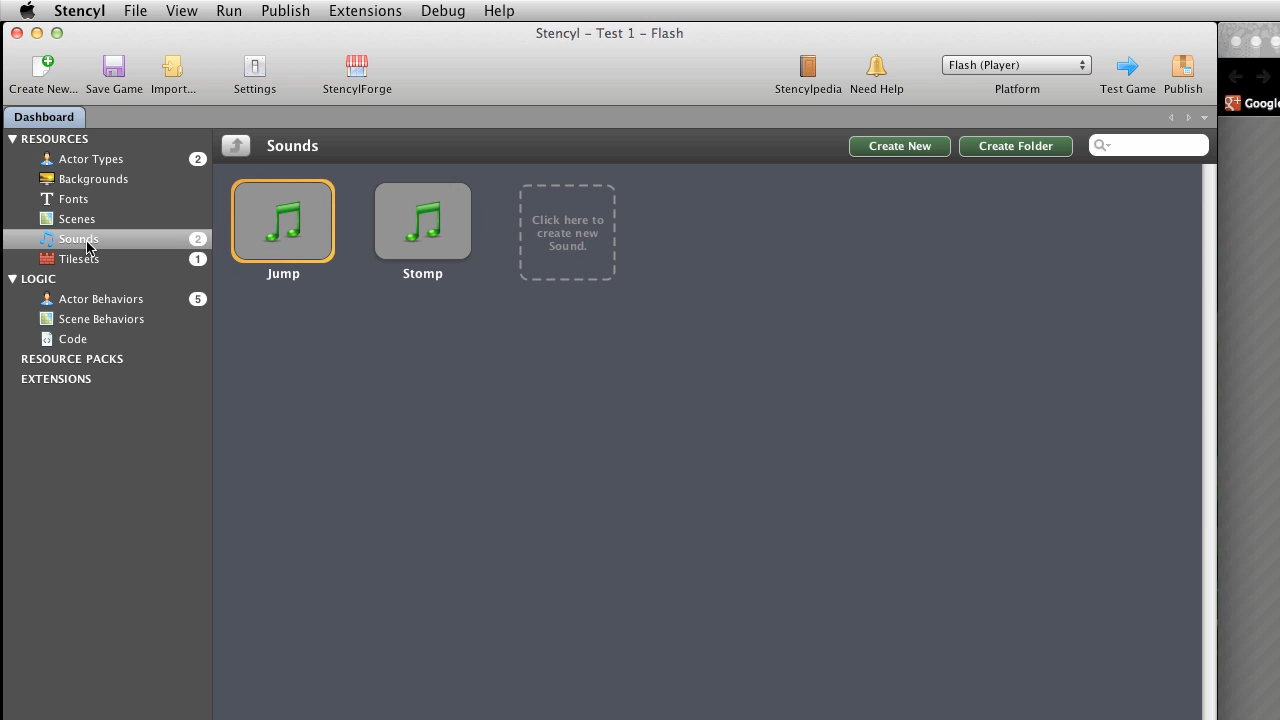 Stencyl File View Run Publish Extensions Debug Help
Stencyl – Test 1 – Flash
Create New... Save Game Import... Settings StencylForge Stencylpedia Need Help Flash (Player) Platform Test Game Publish
Dashboard
RESOURCES
Actor Types 2
Backgrounds
Fonts
Scenes
Sounds 2
Tilesets 1
LOGIC
Actor Behaviors 5
Scene Behaviors
Code
RESOURCE PACKS
EXTENSIONS
Sounds Create New Create Folder
Jump
Stomp
Click here to
create new
Sound.
Google